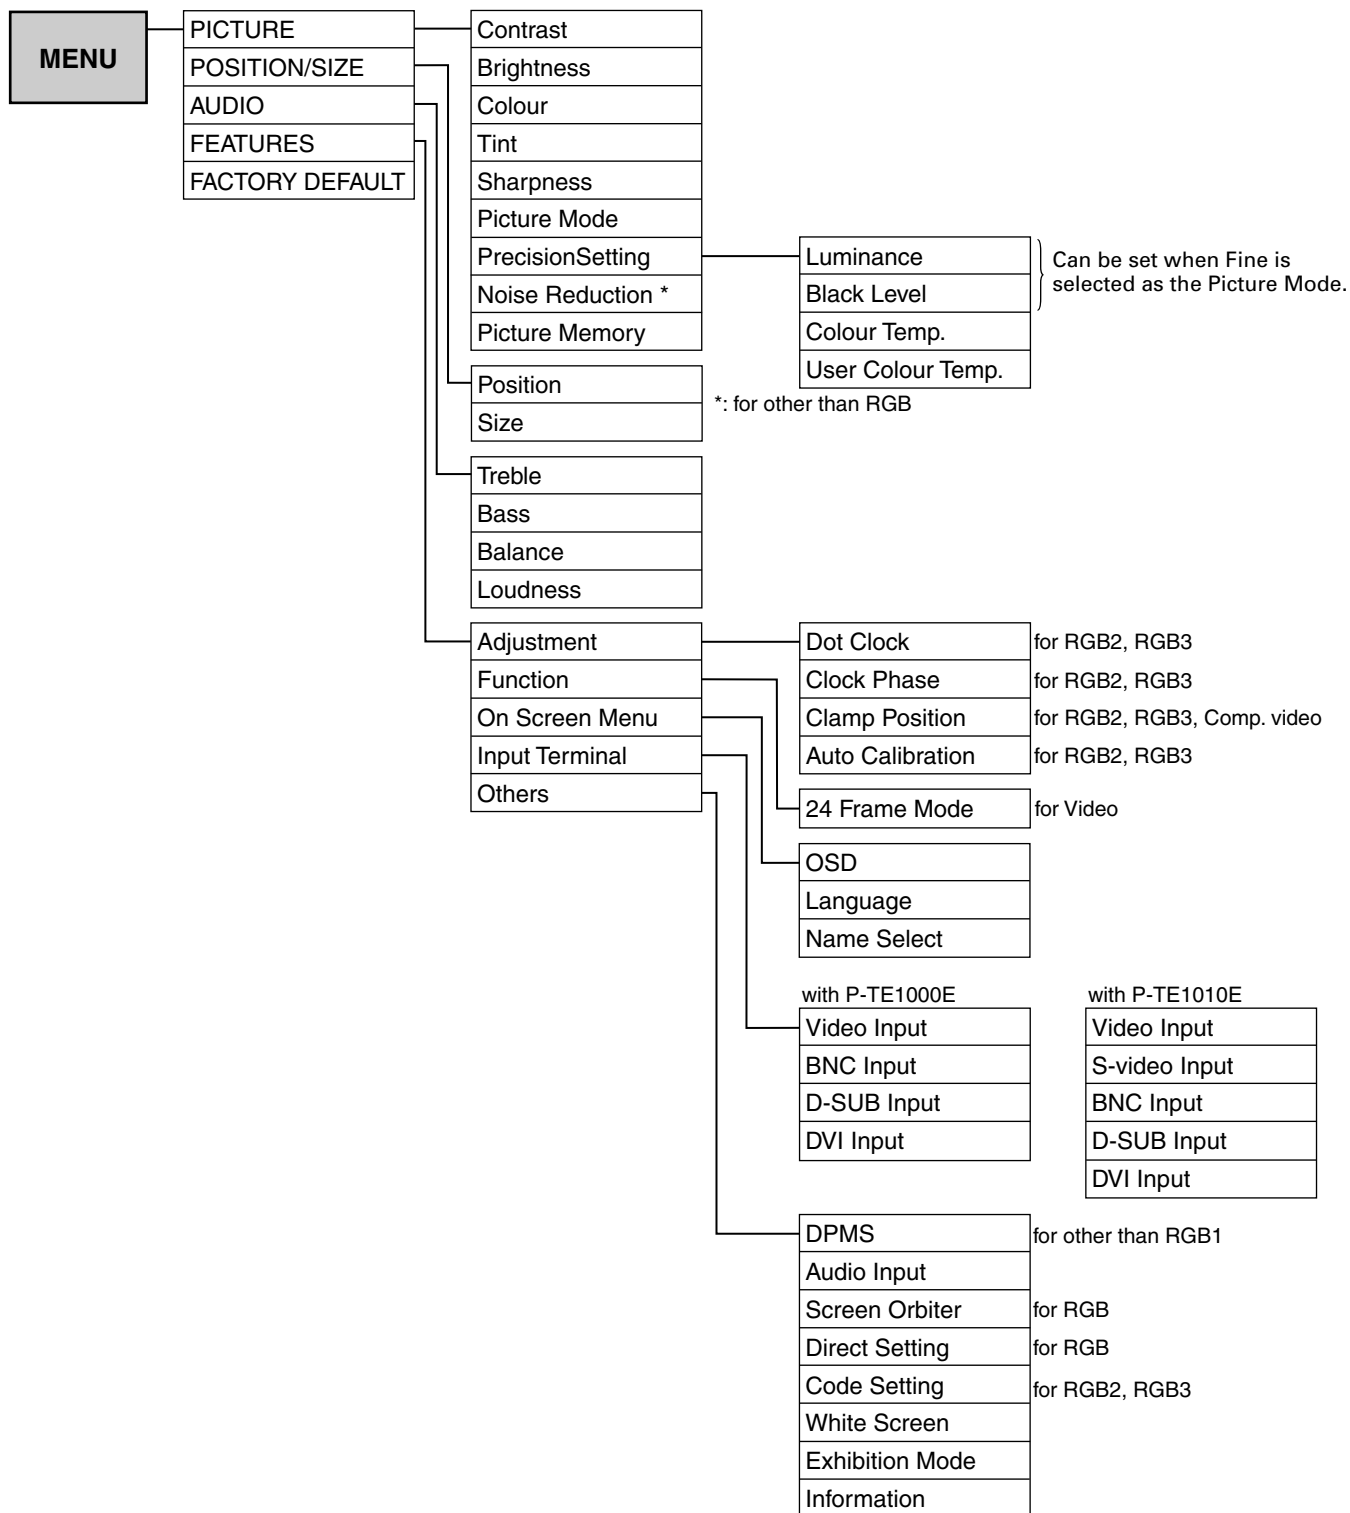 MENU
PICTURE
POSITION/SIZE
AUDIO
FEATURES
FACTORY DEFAULT
Contrast
Brightness
Colour
Tint
Sharpness
Picture Mode
PrecisionSetting
Noise Reduction *
Picture Memory
Luminance
Black Level
Colour Temp.
User Colour Temp.
Can be set when Fine is
selected as the Picture Mode.
Position
Size
*: for other than RGB
Treble
Bass
Balance
Loudness
Adjustment
Function
On Screen Menu
Input Terminal
Others
Dot Clock for RGB2, RGB3
Clock Phase for RGB2, RGB3
Clamp Position for RGB2, RGB3, Comp. video
Auto Calibration for RGB2, RGB3
24 Frame Mode for Video
OSD
Language
Name Select
with P-TE1000E
Video Input
BNC Input
D-SUB Input
DVI Input
with P-TE1010E
Video Input
S-video Input
BNC Input
D-SUB Input
DVI Input
DPMS for other than RGB1
Audio Input
Screen Orbiter for RGB
Direct Setting for RGB
Code Setting for RGB2, RGB3
White Screen
Exhibition Mode
Information